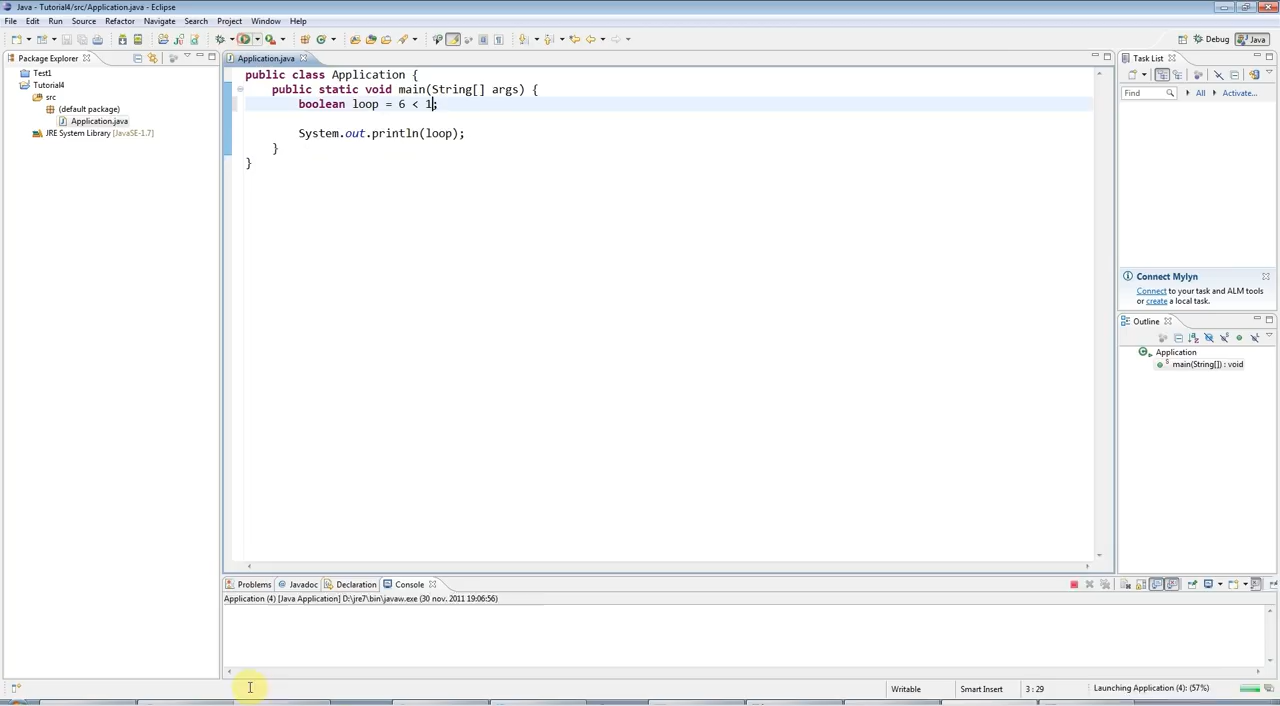 Java - Tutorial4/src/Application.java - Eclipse
File Edit Run Source Refactor Navigate Search Project Window Help
Debug Java
Package Explorer
Test1
Tutorial4
src
(default package)
Application.java
JRE System Library [JavaSE-1.7]
Application.java
public class Application {
public static void main(String[] args) {
boolean loop = 6 < 1;
System.out.println(loop);
}
}
Task List
Find All Activate...
Connect Mylyn
Connect to your task and ALM tools
or create a local task.
Outline
Application
main(String[]) : void
Problems Javadoc Declaration Console
Application (4) [Java Application] D:\jre7\bin\javaw.exe (30 nov. 2011 19:06:56)
Writable Smart Insert 3 : 29 Launching Application (4): (57%)